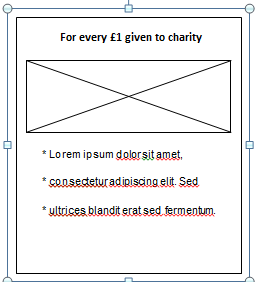 For every £1 given to charity
* Lorem ipsum dolor sit amet,
* consectetur adipiscing elit. Sed
* ultrices blandit erat sed fermentum.